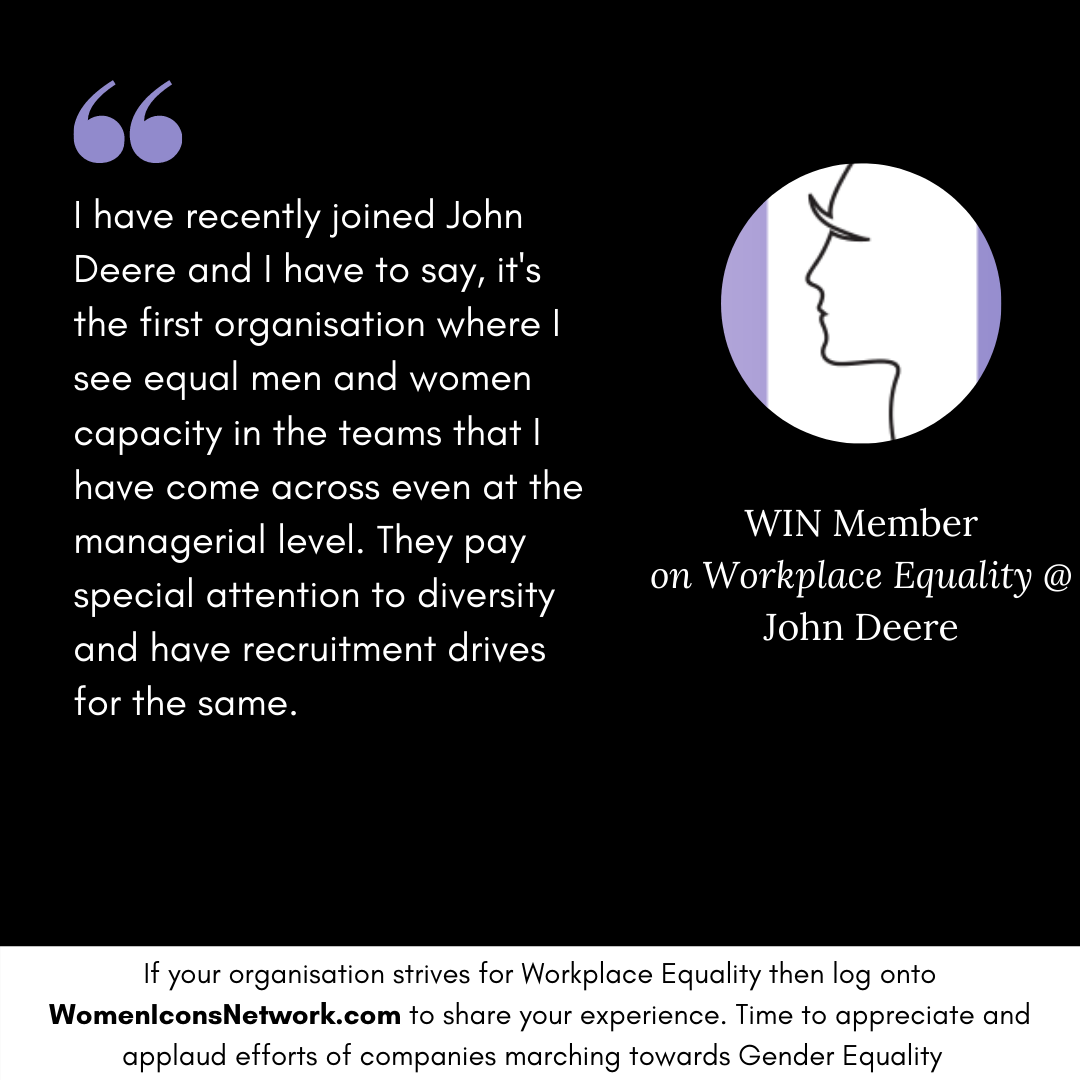 I have recently joined John
Deere and I have to say, it's
the first organisation where I
see equal men and women
capacity in the teams that I
have come across even at the
managerial level. They pay
special attention to diversity
and have recruitment drives
for the same.
WIN Member
on Workplace Equality @
John Deere
If your organisation strives for Workplace Equality then log onto
WomenIconsNetwork.com to share your experience. Time to appreciate and
applaud efforts of companies marching towards Gender Equality